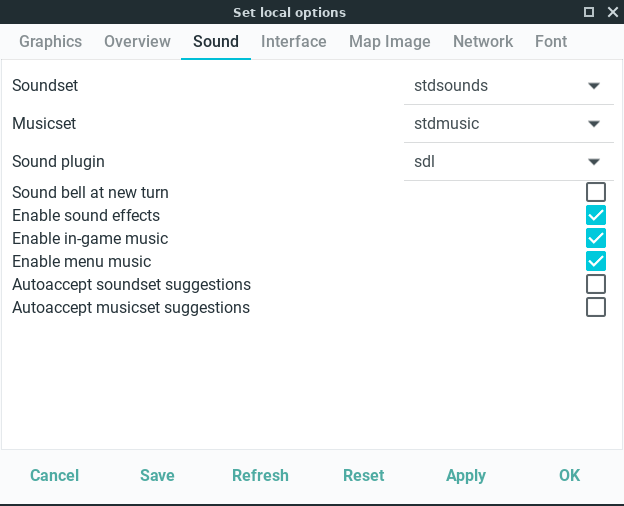 Set local options
Graphics Overview Sound Interface Map Image Network Font
Soundset stdsounds
Musicset stdmusic
Sound plugin sdl
Sound bell at new turn
Enable sound effects
Enable in-game music
Enable menu music
Autoaccept soundset suggestions
Autoaccept musicset suggestions
Cancel Save Refresh Reset Apply OK